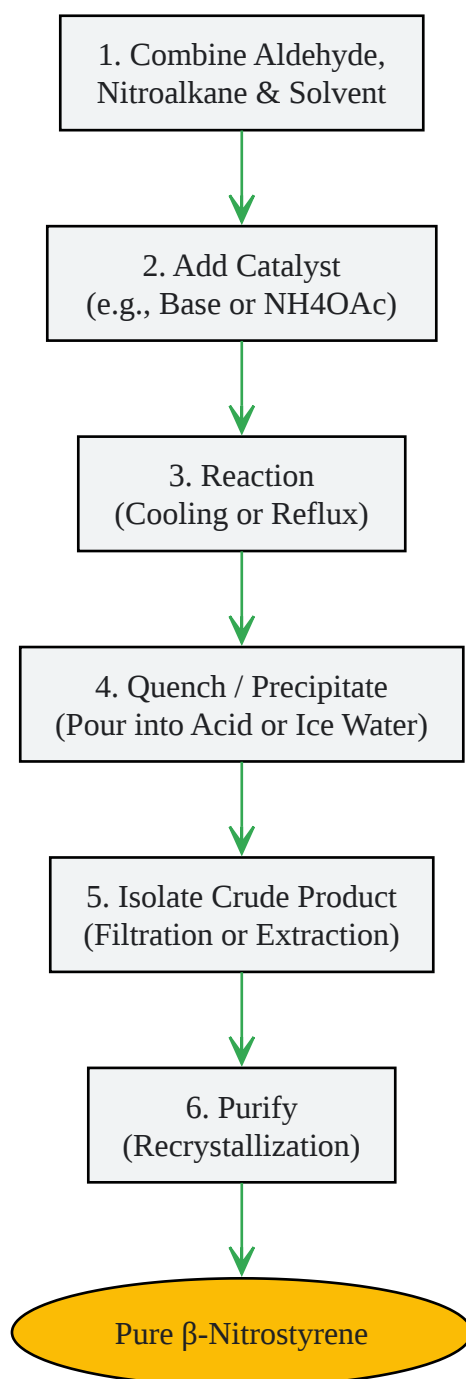 1. Combine Aldehyde,
Nitroalkane & Solvent
2. Add Catalyst
(e.g., Base or NH4OAc)
3. Reaction
(Cooling or Reflux)
4. Quench / Precipitate
(Pour into Acid or Ice Water)
5. Isolate Crude Product
(Filtration or Extraction)
6. Purify
(Recrystallization)
Pure β-Nitrostyrene